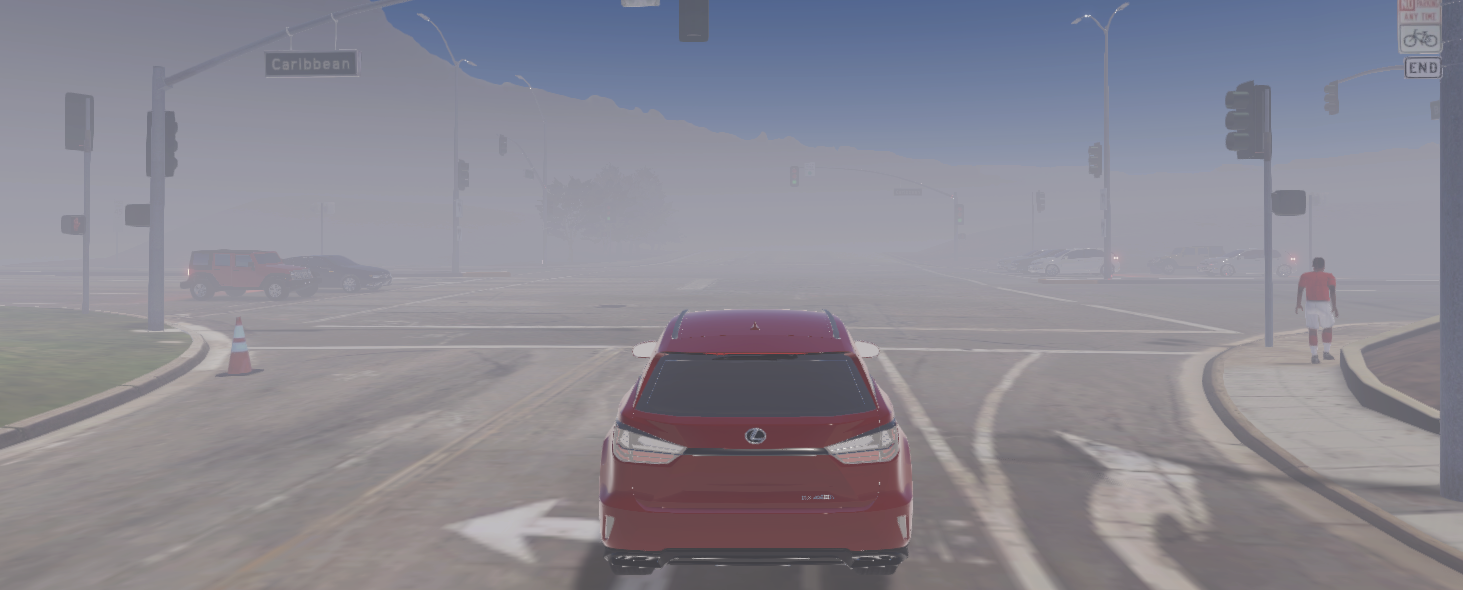 Caribbean
NO PARKING
ANY TIME
END